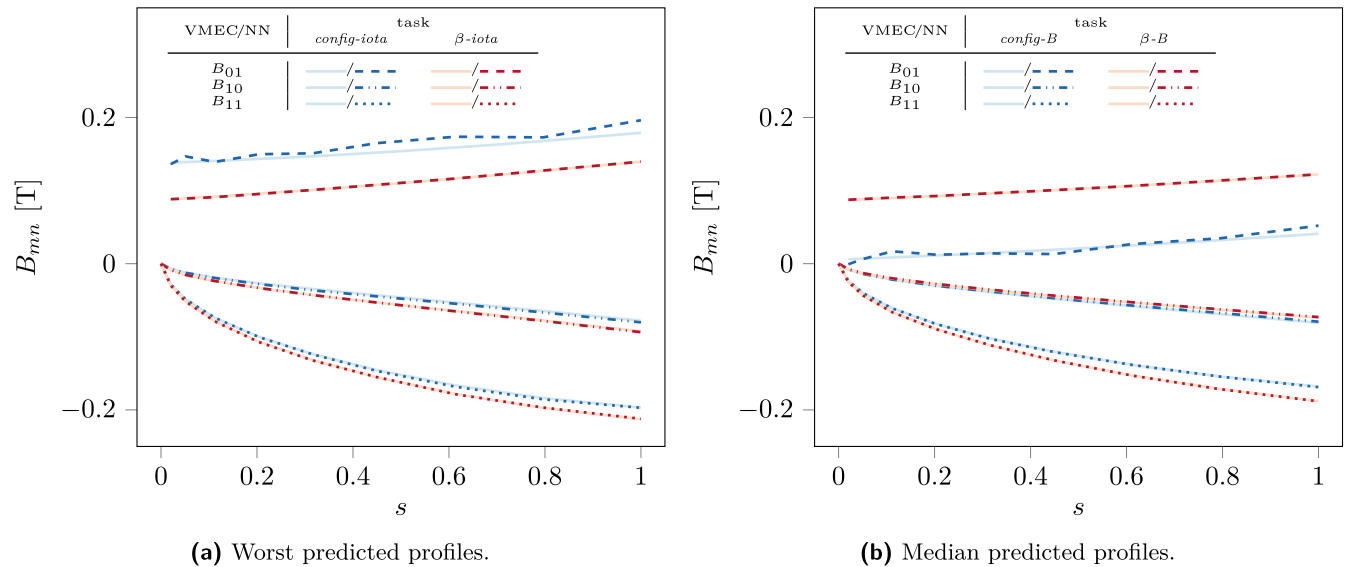 VMEC/NN
task
config-iota β-iota
B01 / /
B10 / /
B11 / /
0.2
0
−0.2
Bmn [T]
0 0.2 0.4 0.6 0.8 1
s
(a) Worst predicted profiles.
VMEC/NN
task
config-B β-B
B01 / /
B10 / /
B11 / /
0.2
0
−0.2
Bmn [T]
0 0.2 0.4 0.6 0.8 1
s
(b) Median predicted profiles.